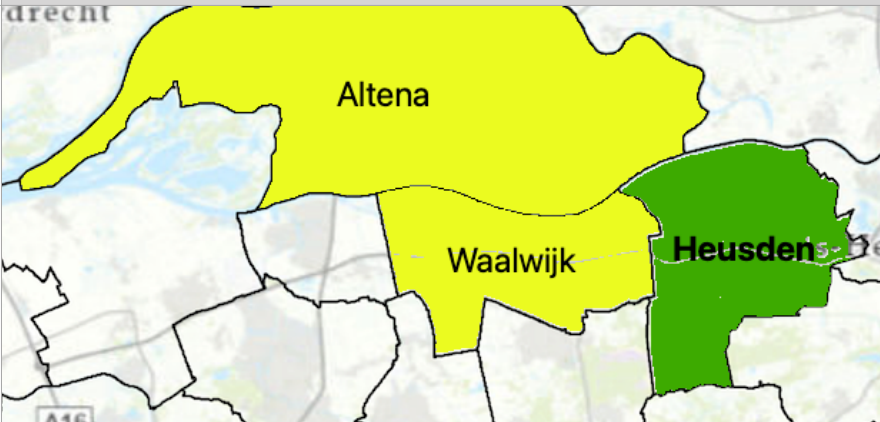 drecht
Altena
Waalwijk
Heusden
s-
A16